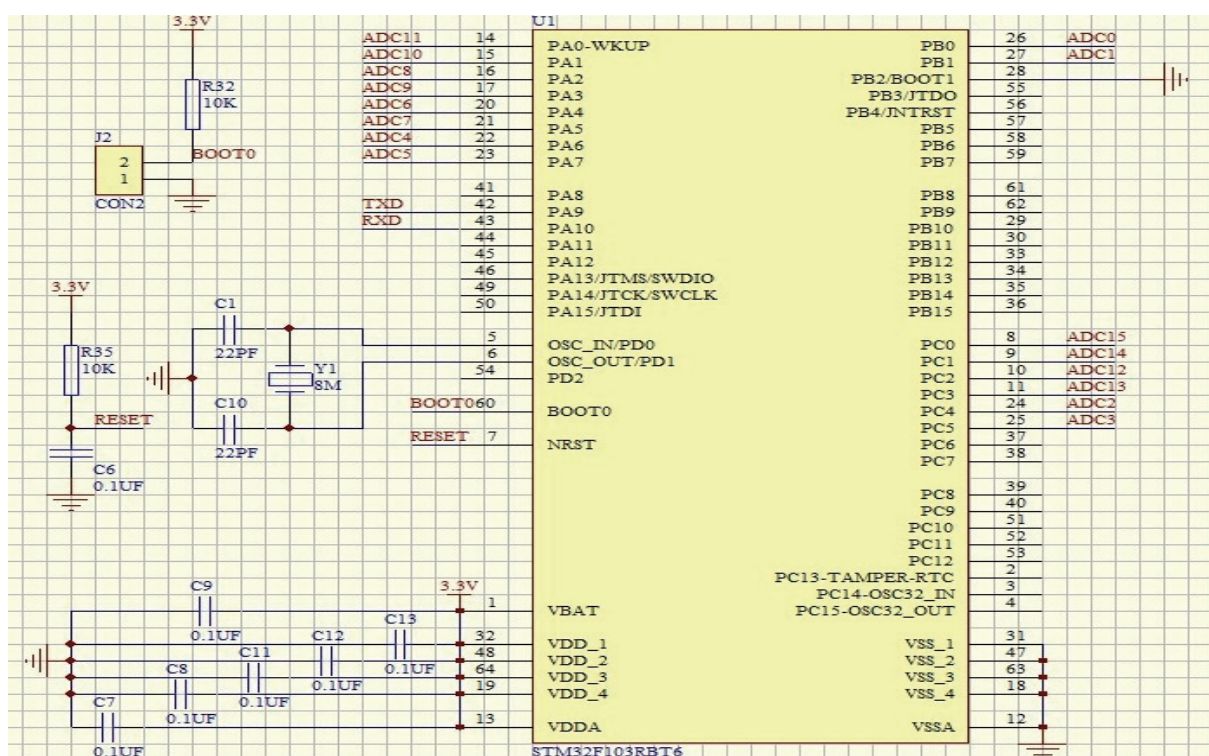 3.3V
R32
10K
J2
2
BOOT0
1
CON2
3.3V
R35
10K
RESET
C6
0.1UF
C1
22PF
Y1
8M
C10
22PF
U1
ADC11 14 PA0-WKUP
ADC10 15 PA1
ADC8 16 PA2
ADC9 17 PA3
ADC6 20 PA4
ADC7 21 PA5
ADC4 22 PA6
ADC5 23 PA7
41 PA8
TXD 42 PA9
RXD 43 PA10
44 PA11
45 PA12
46 PA13/JTMS/SWDIO
49 PA14/JTCK/SWCLK
50 PA15/JTDI
5 OSC_IN/PD0
6 OSC_OUT/PD1
54 PD2
BOOT0 60 BOOT0
RESET 7 NRST
3.3V
1 VBAT
32 VDD_1
48 VDD_2
64 VDD_3
19 VDD_4
13 VDDA
C9
0.1UF
C13
0.1UF
C12
0.1UF
C11
0.1UF
C8
0.1UF
C7
0.1UF
PB0 26 ADC0
PB1 27 ADC1
PB2/BOOT1 28
PB3/JTDO 55
PB4/JNTRST 56
PB5 57
PB6 58
PB7 59
PB8 61
PB9 62
PB10 29
PB11 30
PB12 33
PB13 34
PB14 35
PB15 36
PC0 8 ADC15
PC1 9 ADC14
PC2 10 ADC12
PC3 11 ADC13
PC4 24 ADC2
PC5 25 ADC3
PC6 37
PC7 38
PC8 39
PC9 40
PC10 51
PC11 52
PC12 53
PC13-TAMPER-RTC 2
PC14-OSC32_IN 3
PC15-OSC32_OUT 4
VSS_1 31
VSS_2 47
VSS_3 63
VSS_4 18
VSSA 12
STM32F103RBT6